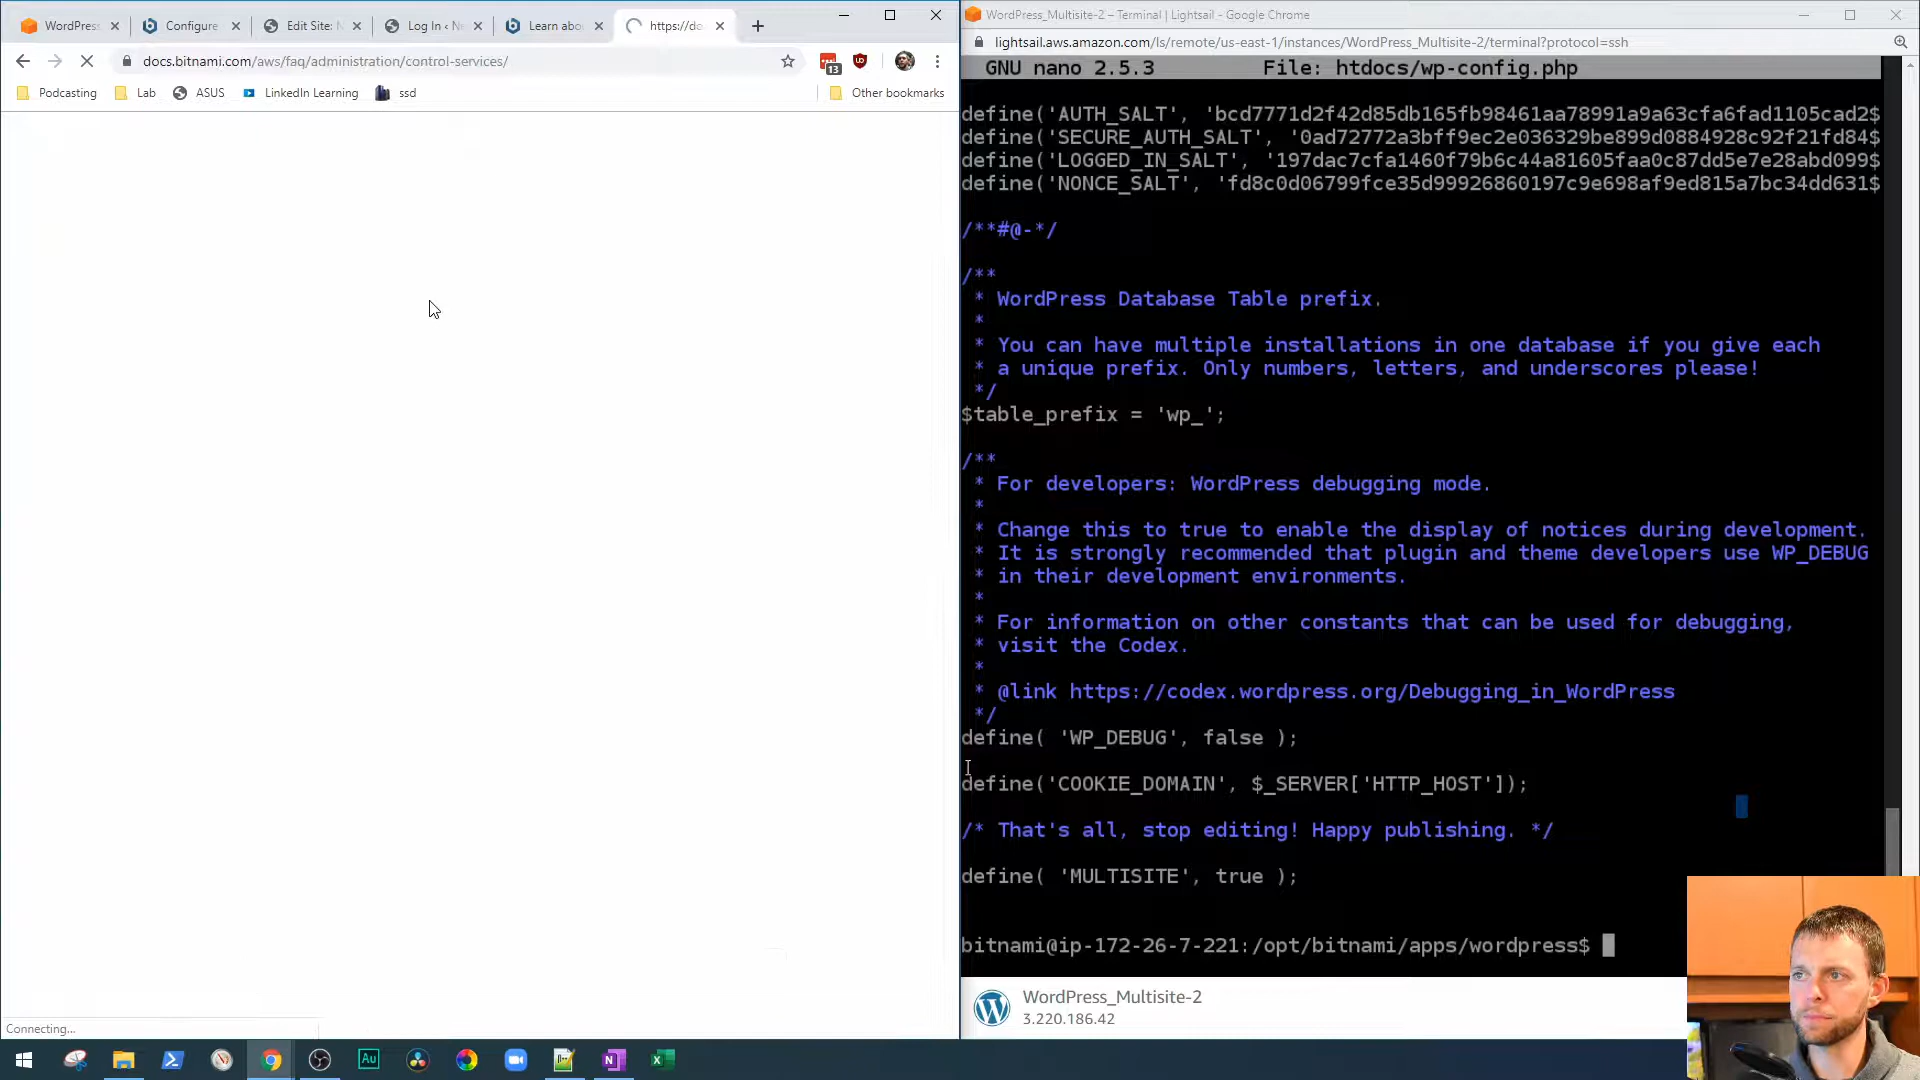 WordPress
Configure
Edit Site: N
Log In ‹ Ne
Learn abou
https://do
docs.bitnami.com/aws/faq/administration/control-services/
13
Podcasting
Lab
ASUS
LinkedIn Learning
ssd
Other bookmarks
Connecting...
WordPress_Multisite-2 – Terminal | Lightsail - Google Chrome
lightsail.aws.amazon.com/ls/remote/us-east-1/instances/WordPress_Multisite-2/terminal?protocol=ssh
GNU nano 2.5.3 File: htdocs/wp-config.php
define('AUTH_SALT', 'bcd7771d2f42d85db165fb98461aa78991a9a63cfa6fad1105cad2$
define('SECURE_AUTH_SALT', '0ad72772a3bff9ec2e036329be899d0884928c92f21fd84$
define('LOGGED_IN_SALT', '197dac7cfa1460f79b6c44a81605faa0c87dd5e7e28abd099$
define('NONCE_SALT', 'fd8c0d06799fce35d99926860197c9e698af9ed815a7bc34dd631$
/**#@-*/
/**
* WordPress Database Table prefix.
*
* You can have multiple installations in one database if you give each
* a unique prefix. Only numbers, letters, and underscores please!
*/
$table_prefix = 'wp_';
/**
* For developers: WordPress debugging mode.
*
* Change this to true to enable the display of notices during development.
* It is strongly recommended that plugin and theme developers use WP_DEBUG
* in their development environments.
*
* For information on other constants that can be used for debugging,
* visit the Codex.
*
* @link https://codex.wordpress.org/Debugging_in_WordPress
*/
define( 'WP_DEBUG', false );
define('COOKIE_DOMAIN', $_SERVER['HTTP_HOST']);
/* That's all, stop editing! Happy publishing. */
define( 'MULTISITE', true );
bitnami@ip-172-26-7-221:/opt/bitnami/apps/wordpress$
WordPress_Multisite-2
3.220.186.42
Au